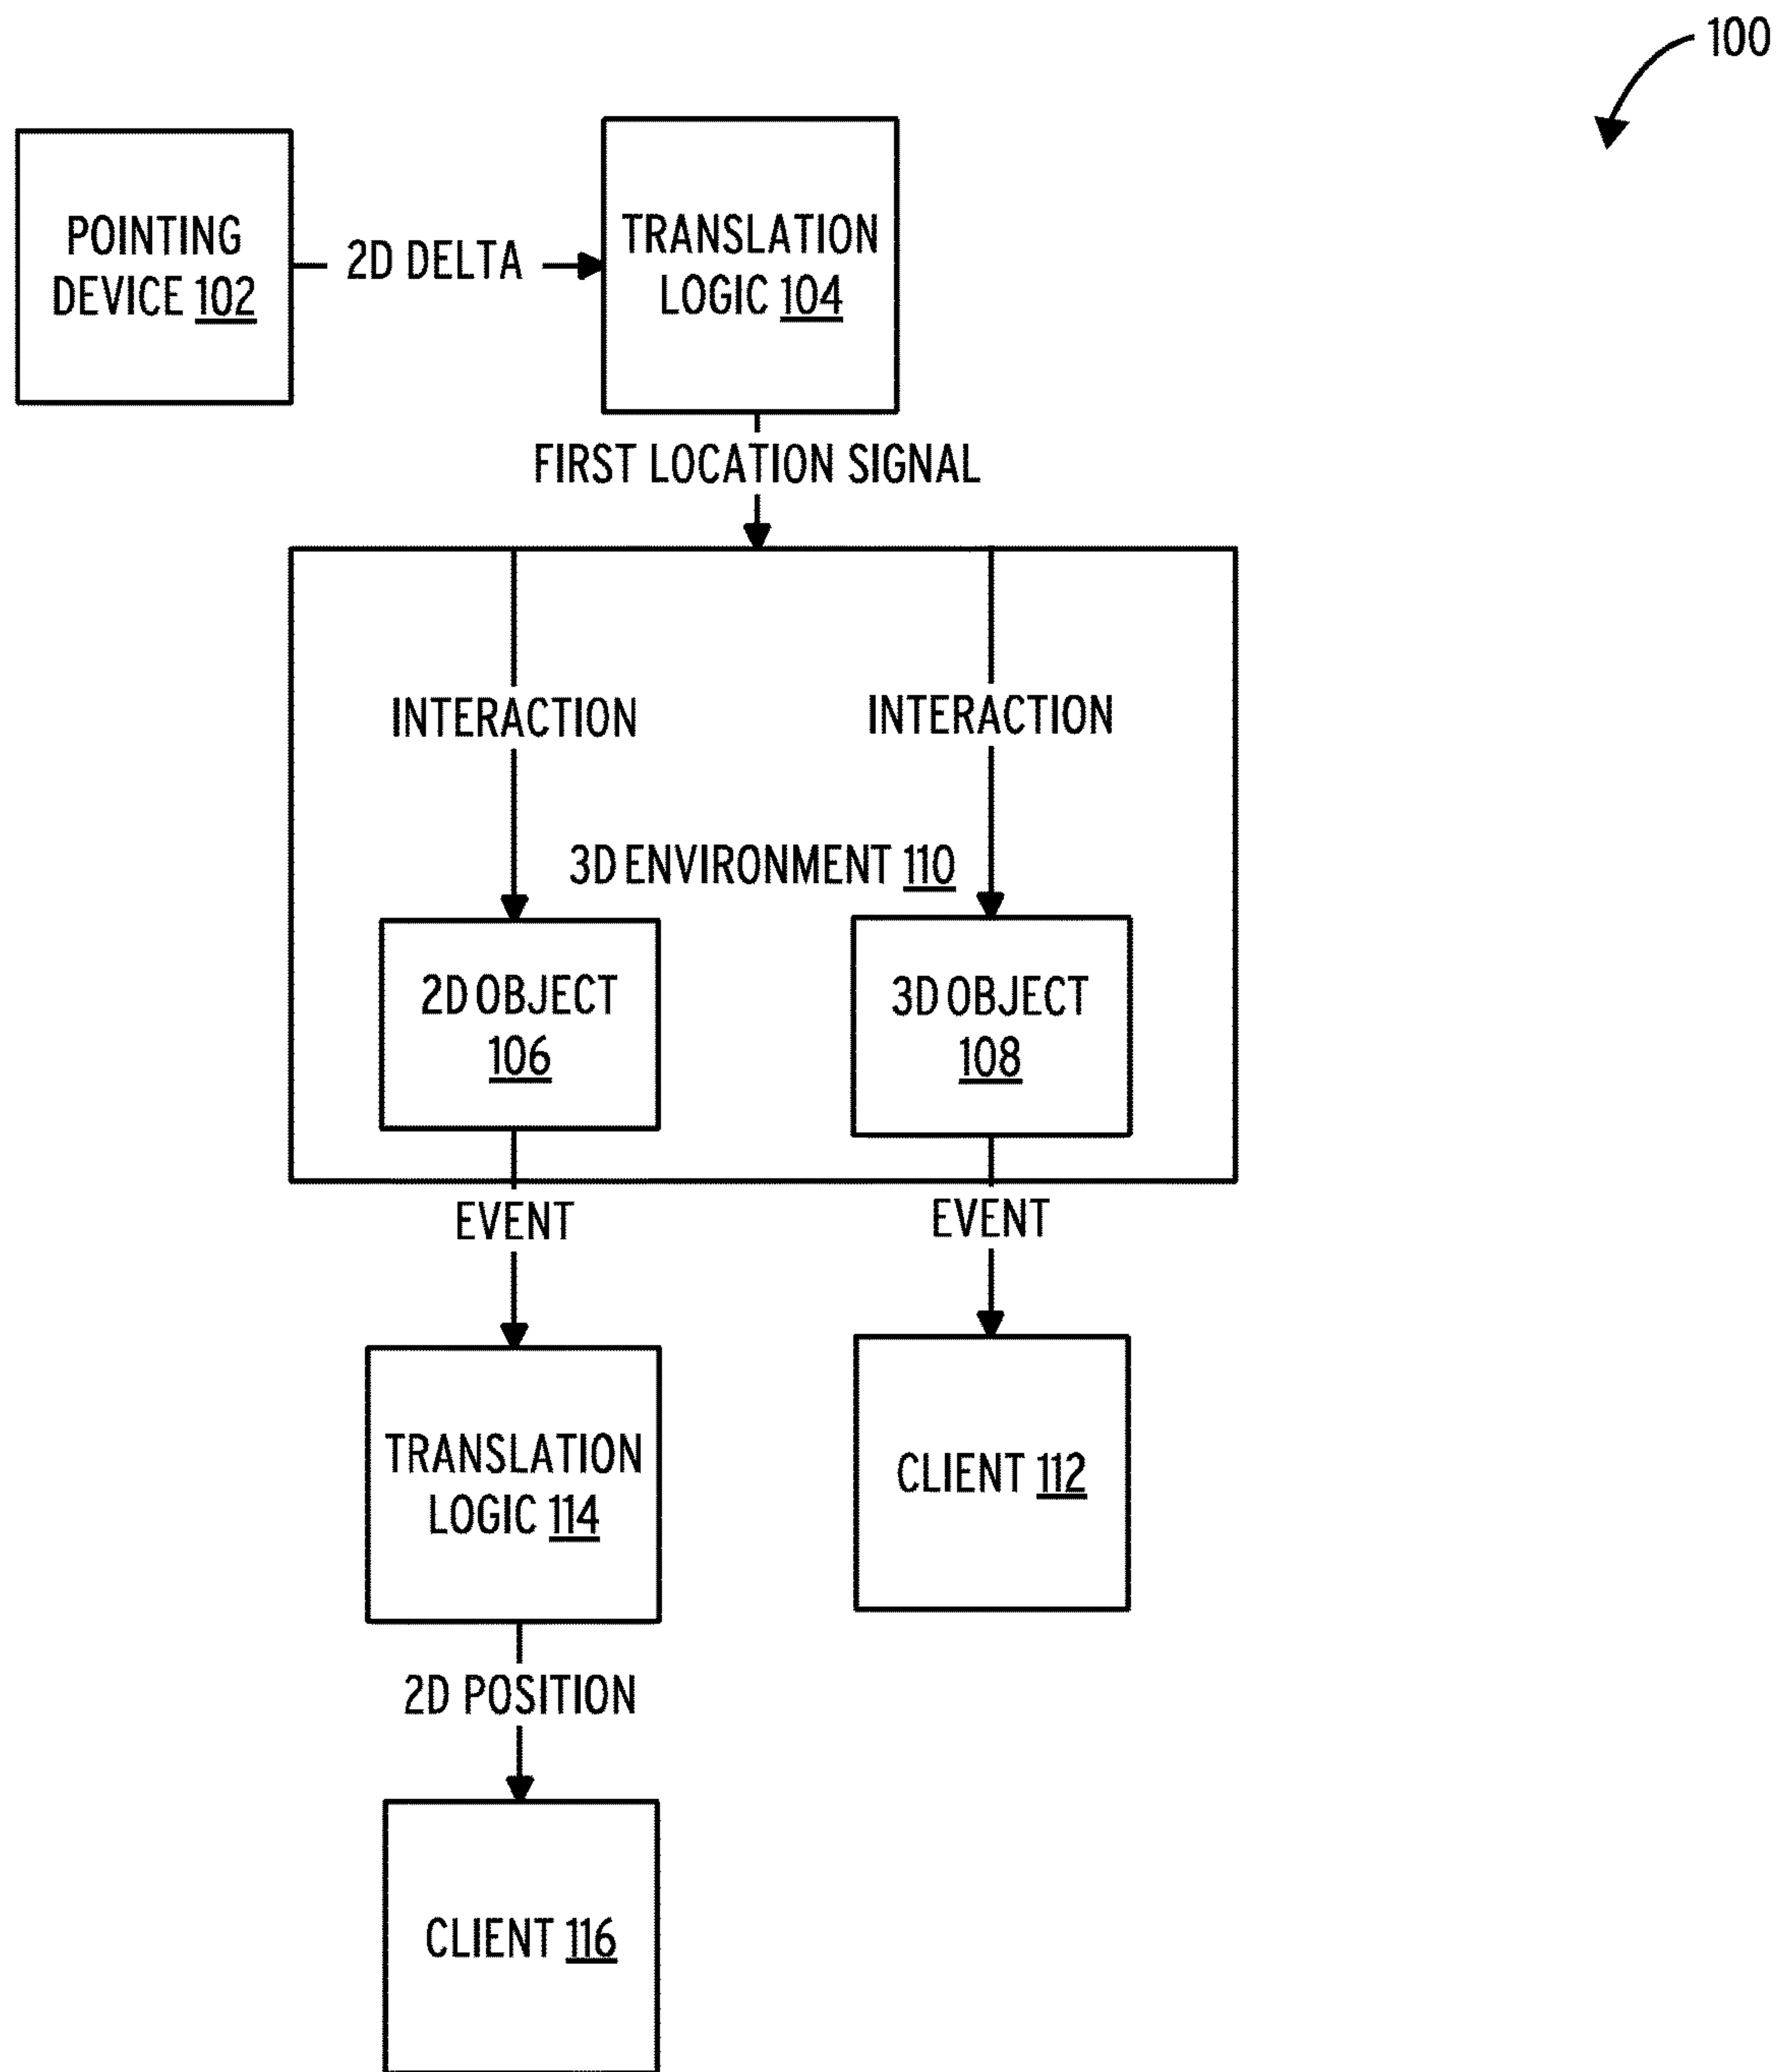 100
POINTING
DEVICE 102
2D DELTA
TRANSLATION
LOGIC 104
FIRST LOCATION SIGNAL
INTERACTION
INTERACTION
3D ENVIRONMENT 110
2D OBJECT
106
3D OBJECT
108
EVENT
EVENT
TRANSLATION
LOGIC 114
CLIENT 112
2D POSITION
CLIENT 116